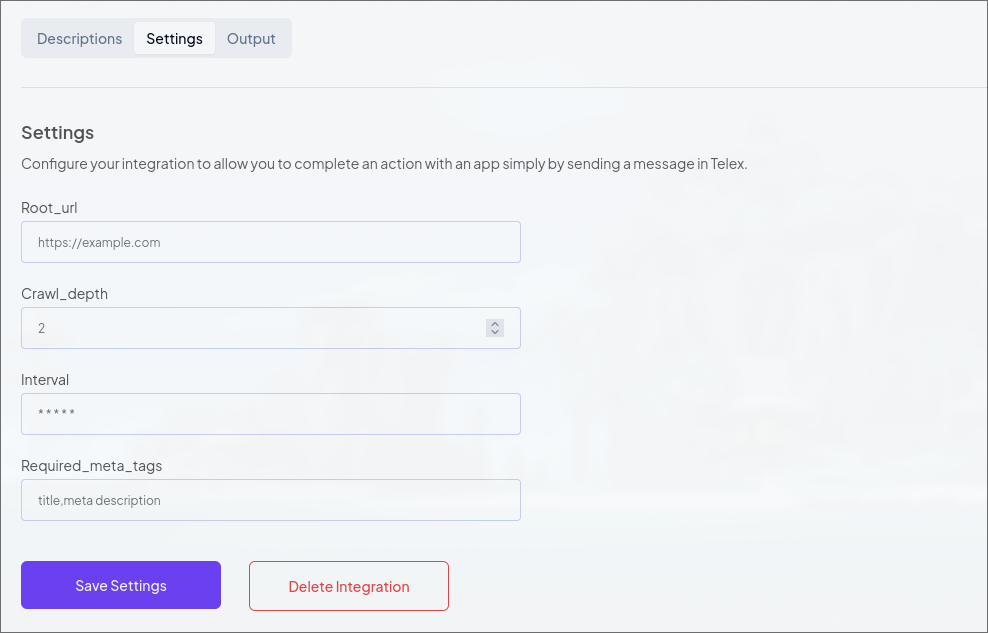 Descriptions Settings Output
Settings
Configure your integration to allow you to complete an action with an app simply by sending a message in Telex.
Root_url
https://example.com
Crawl_depth
2
Interval
* * * * *
Required_meta_tags
title,meta description
Save Settings Delete Integration